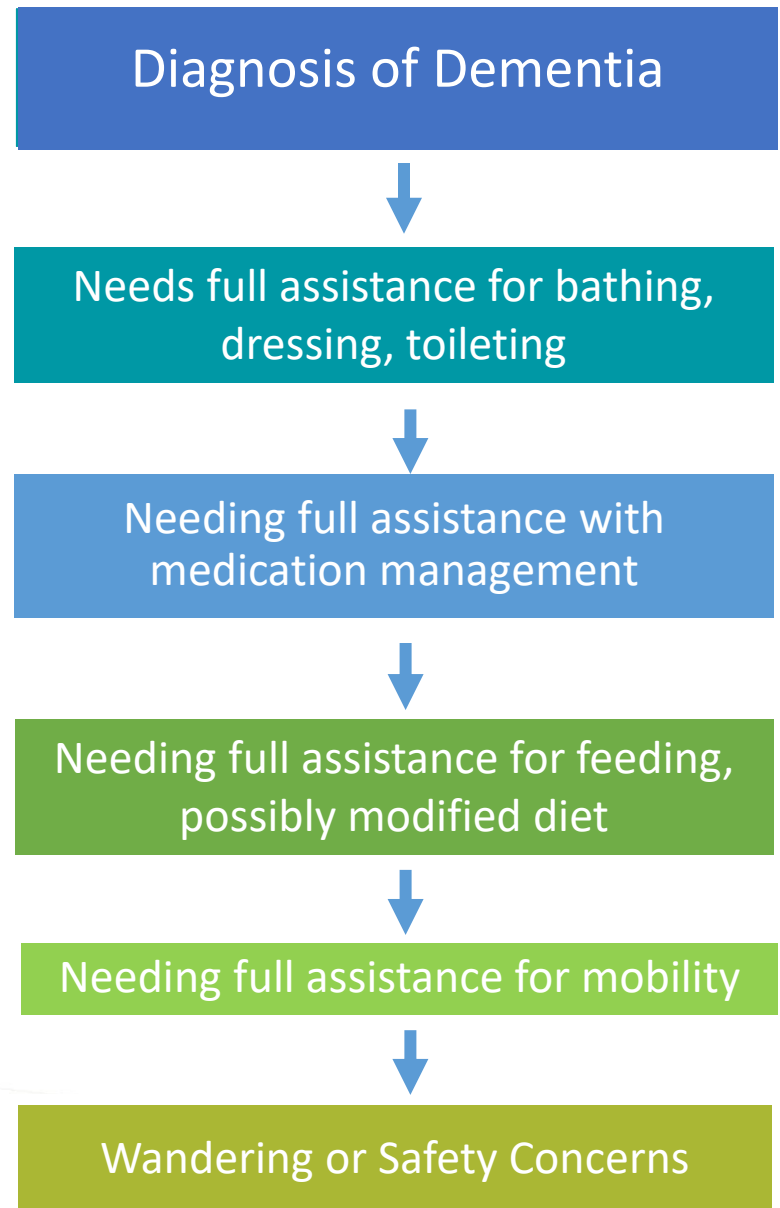 Diagnosis of Dementia
Needs full assistance for bathing,
dressing, toileting
Needing full assistance with
medication management
Needing full assistance for feeding,
possibly modified diet
Needing full assistance for mobility
Wandering or Safety Concerns